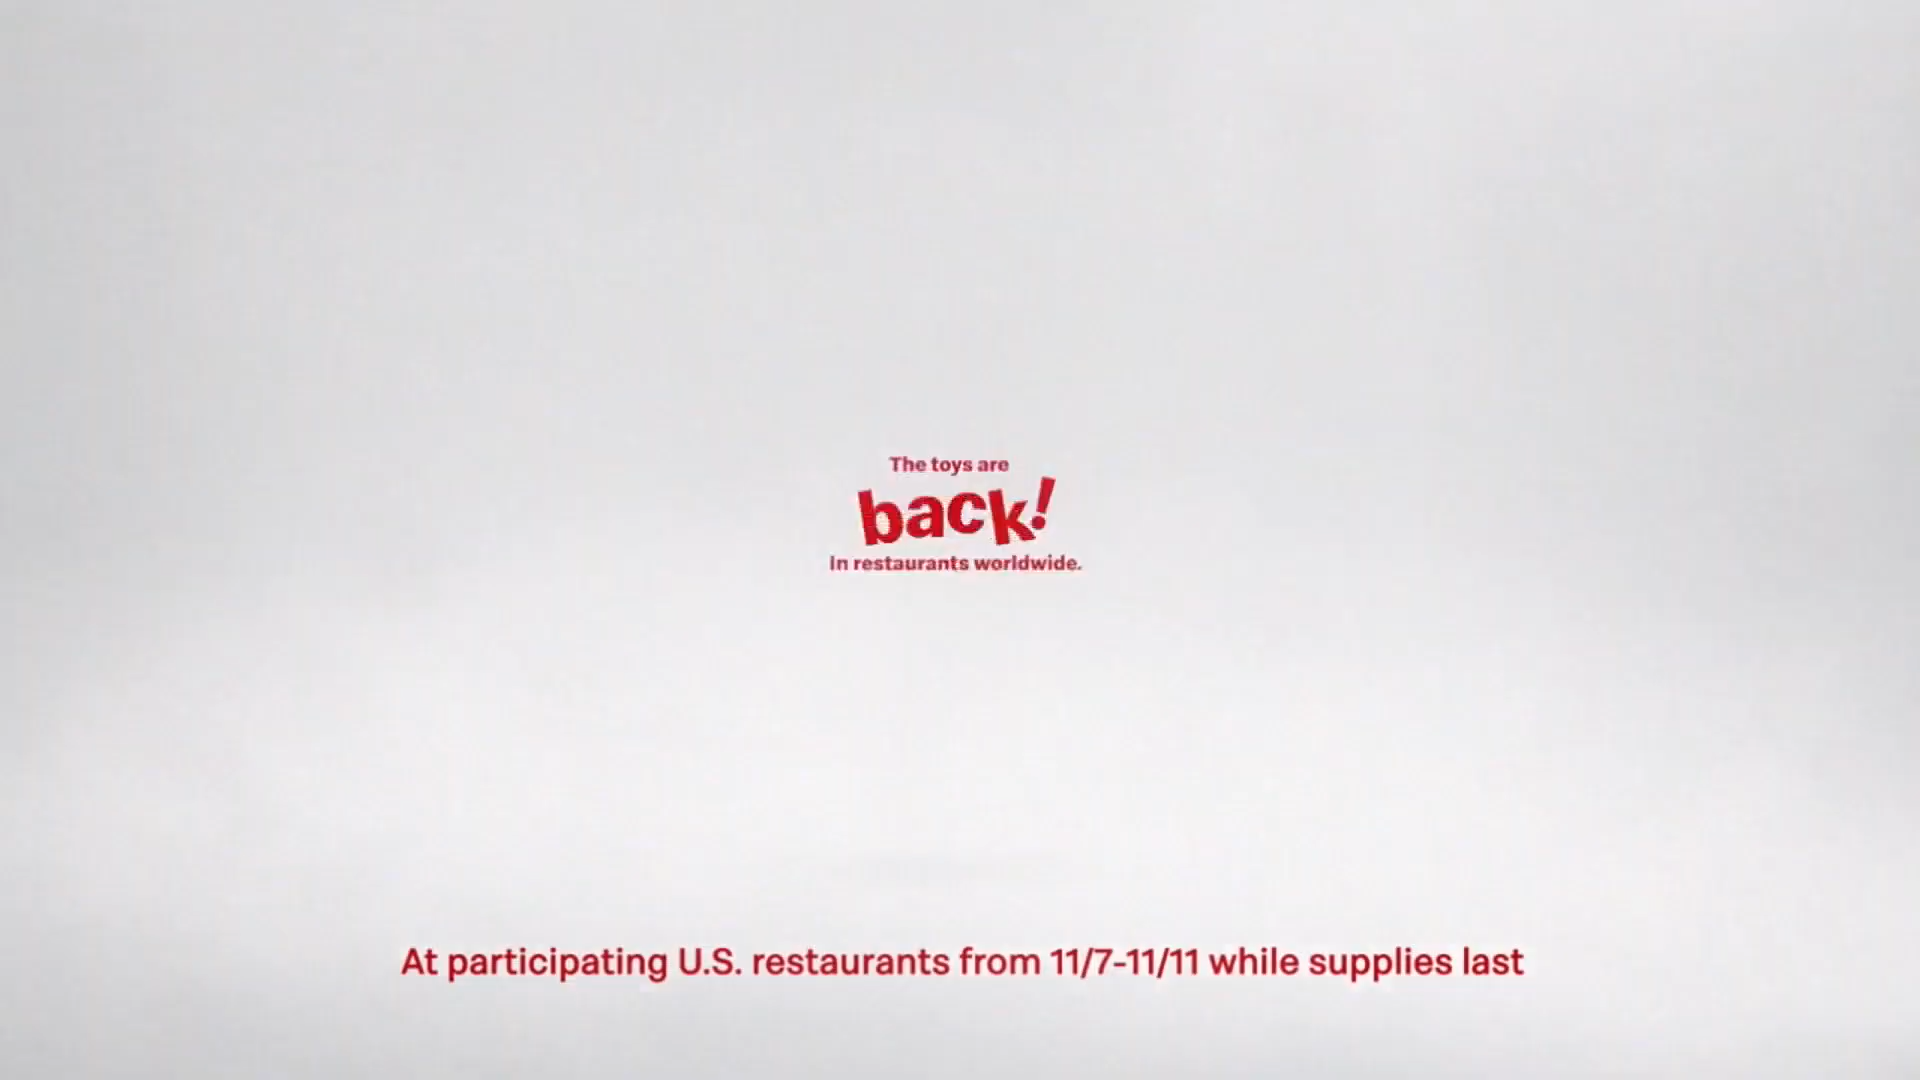 The toys are
back!
In restaurants worldwide.
At participating U.S. restaurants from 11/7-11/11 while supplies last